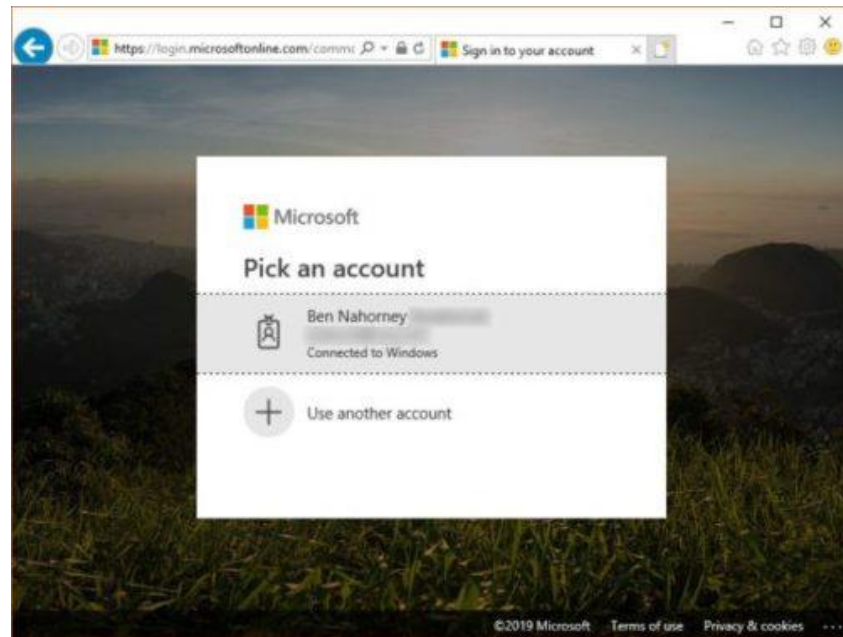 https://login.microsoftonline.com/commc
Sign in to your account
Microsoft
Pick an account
Ben Nahorney
Connected to Windows
Use another account
©2019 Microsoft Terms of use Privacy & cookies ...